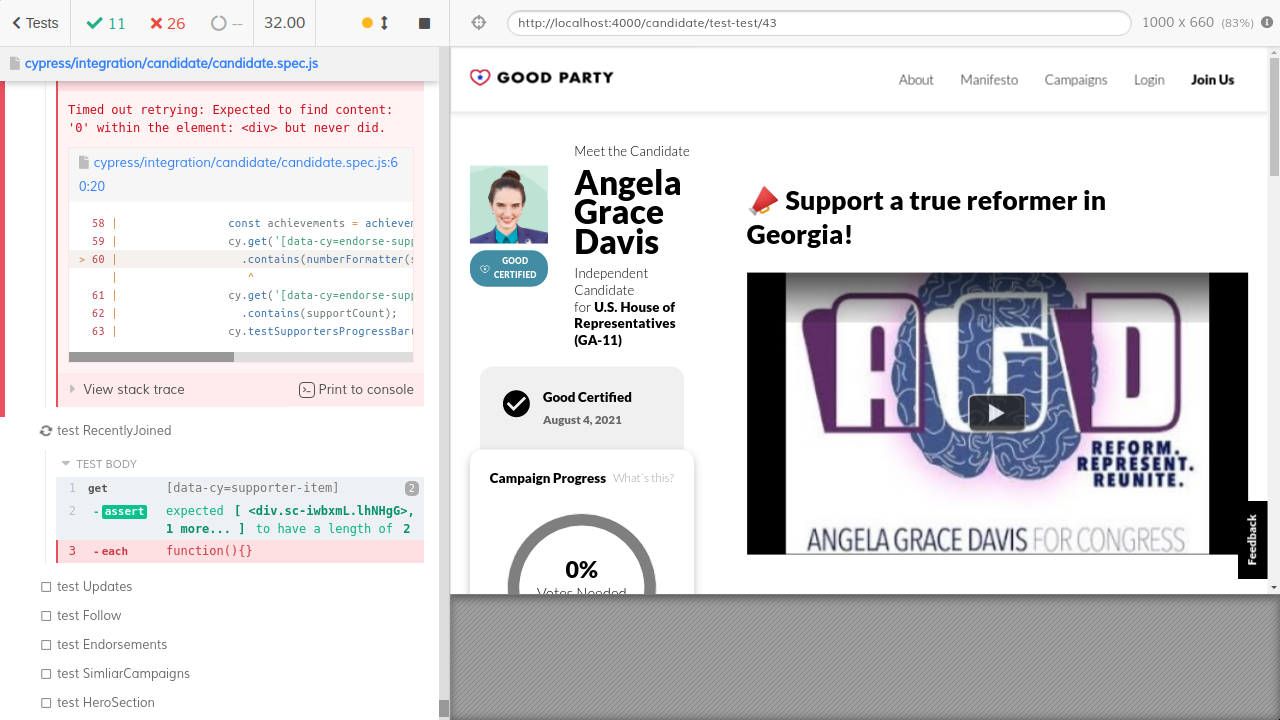 Tests
11
26
--
32.00
http://localhost:4000/candidate/test-test/43
1000 x 660 (83%)
cypress/integration/candidate/candidate.spec.js
Timed out retrying: Expected to find content:
'0' within the element: <div> but never did.
cypress/integration/candidate/candidate.spec.js:6
0:20
58 | const achievements = achieve
59 | cy.get('[data-cy=endorse-sup
> 60 | .contains(numberFormatter(
| ^
61 | cy.get('[data-cy=endorse-sup
62 | .contains(supportCount);
63 | cy.testSupportersProgressBar
View stack trace
Print to console
test RecentlyJoined
TEST BODY
1 get [data-cy=supporter-item] 2
2 -assert expected [ <div.sc-iwbxmL.lhNHgG>,
1 more... ] to have a length of 2
3 -each function(){}
test Updates
test Follow
test Endorsements
test SimliarCampaigns
test HeroSection
GOOD PARTY
About
Manifesto
Campaigns
Login
Join Us
Meet the Candidate
Angela
Grace
Davis
GOOD
CERTIFIED
Independent
Candidate
for U.S. House of
Representatives
(GA-11)
Good Certified
August 4, 2021
Campaign Progress What's this?
0%
Votes Needed
Support a true reformer in
Georgia!
AGD
REFORM.
REPRESENT.
REUNITE.
ANGELA GRACE DAVIS FOR CONGRESS
Feedback